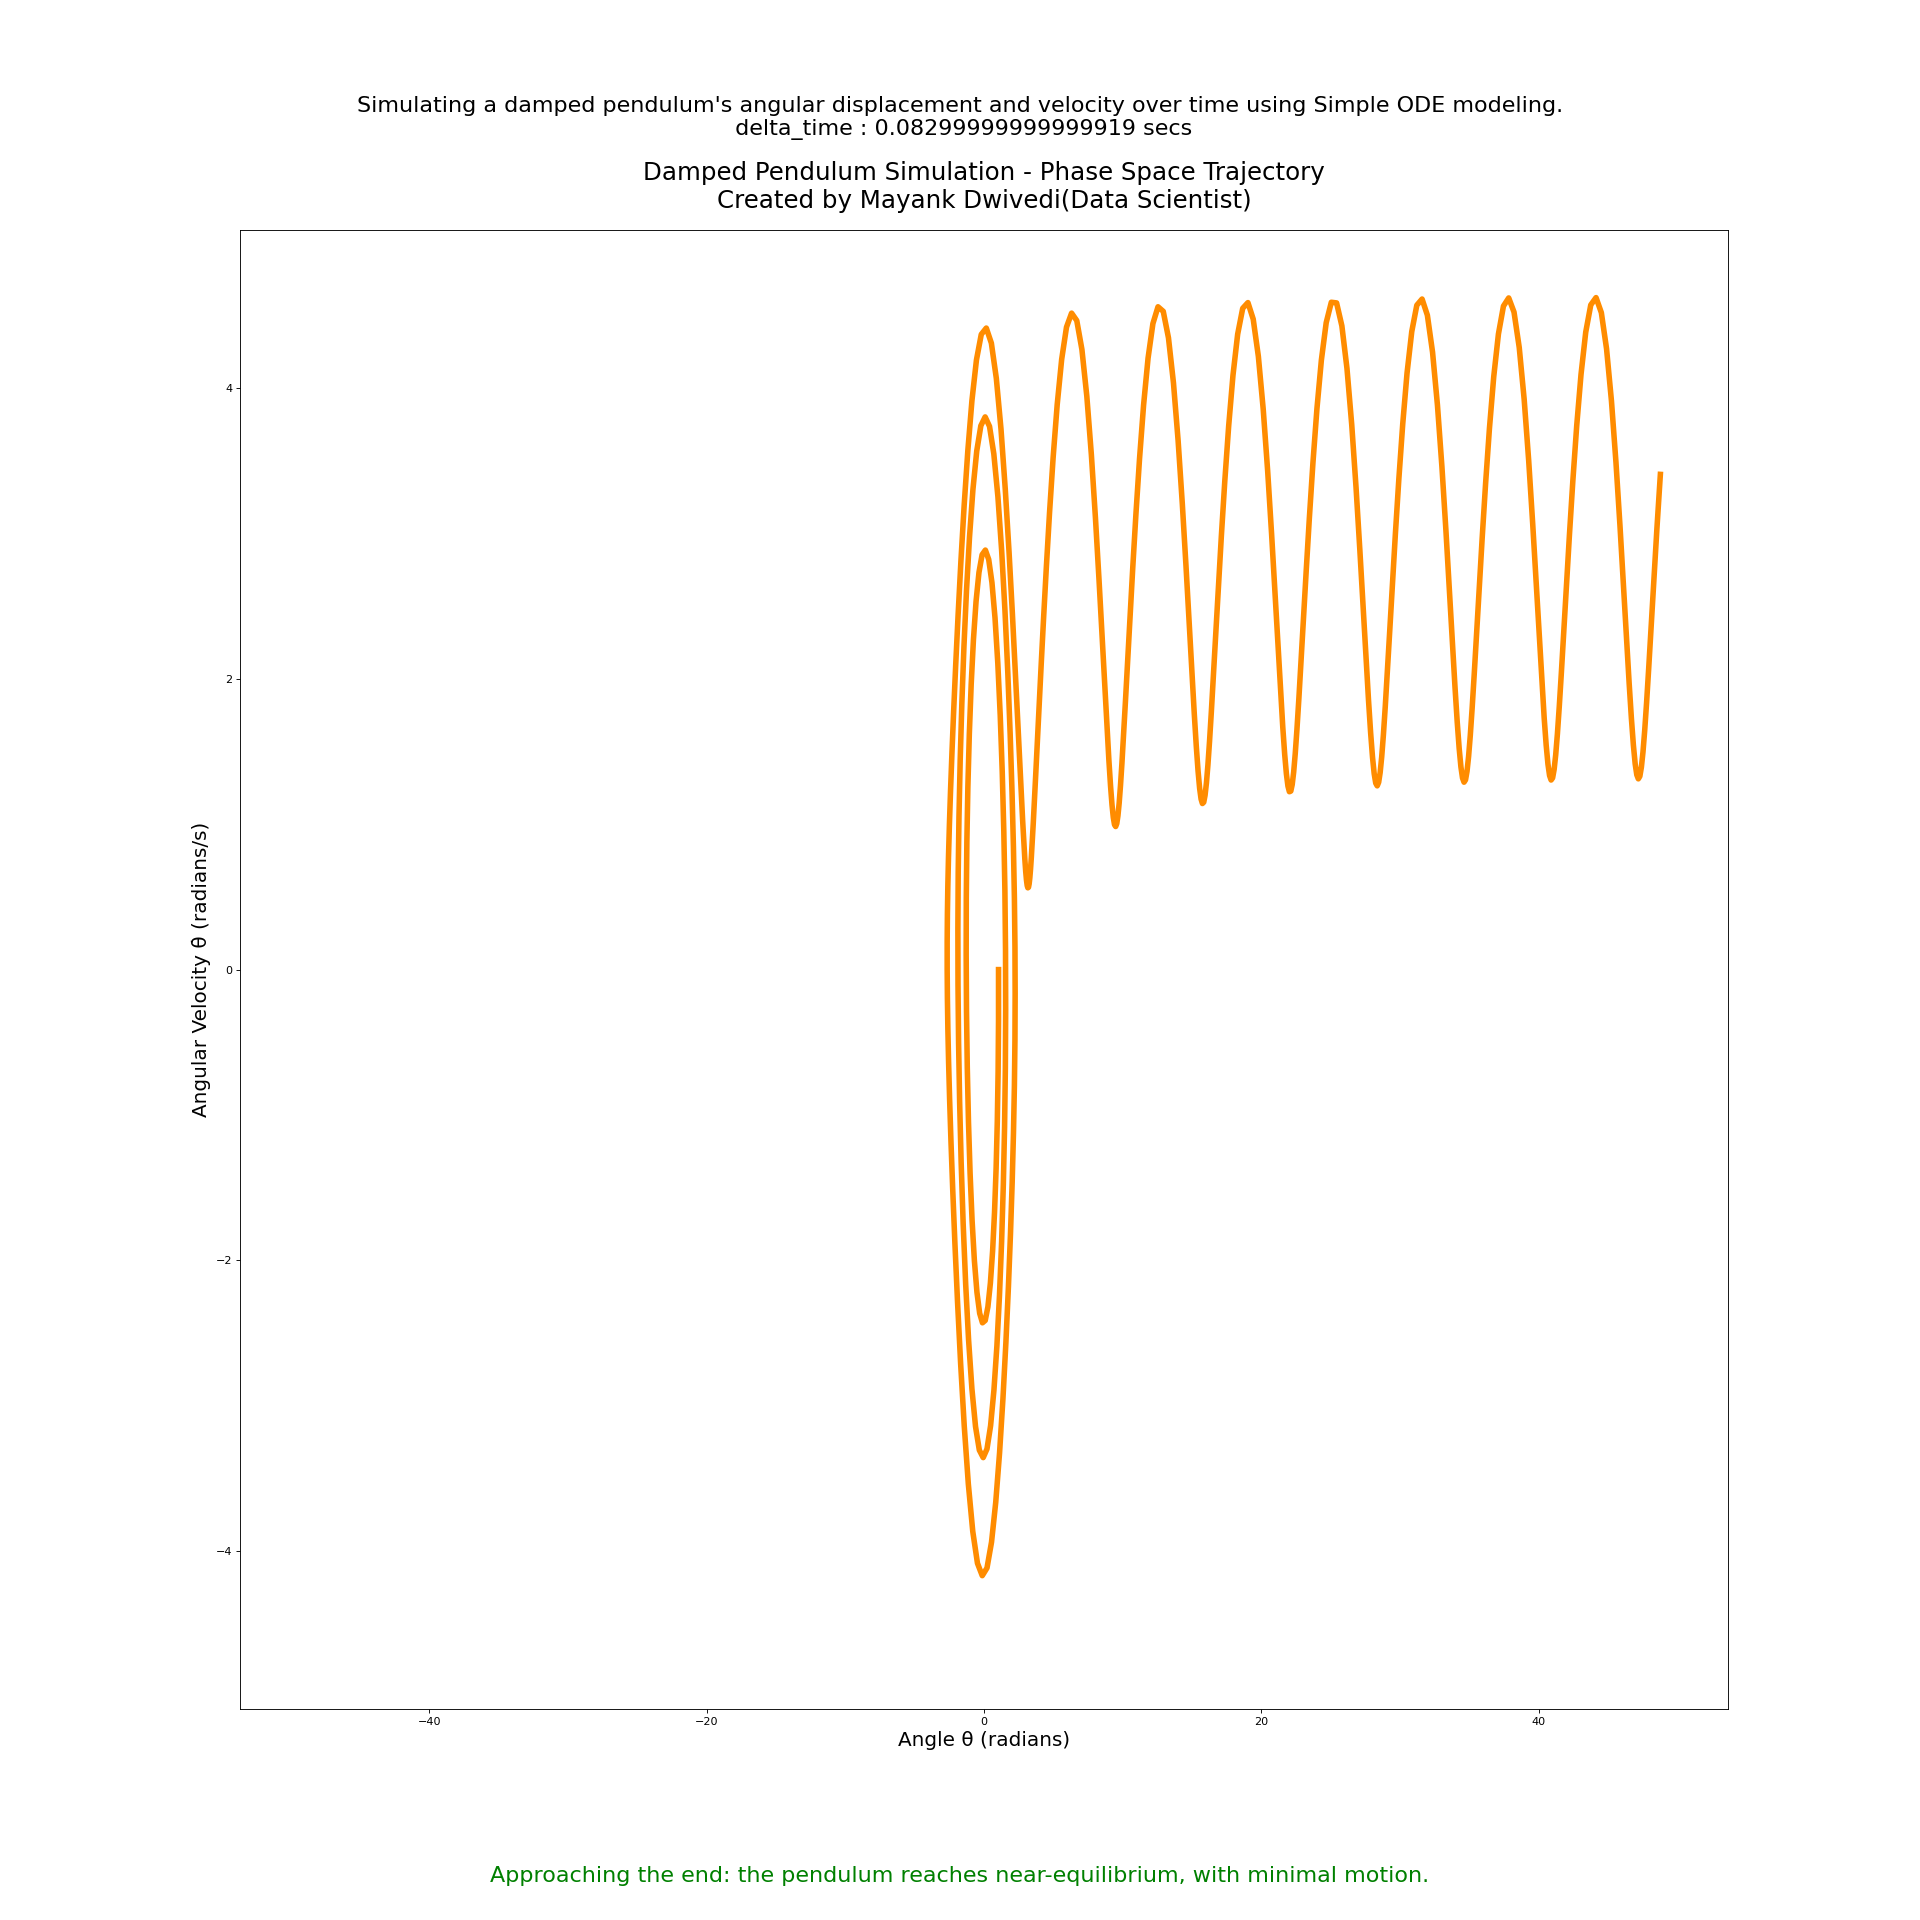 Simulating a damped pendulum's angular displacement and velocity over time using Simple ODE modeling.
delta_time : 0.08299999999999919 secs
Damped Pendulum Simulation - Phase Space Trajectory
Created by Mayank Dwivedi(Data Scientist)
4
2
0
−2
−4
Angular Velocity θ (radians/s)
−40
−20
0
20
40
Angle θ (radians)
Approaching the end: the pendulum reaches near-equilibrium, with minimal motion.